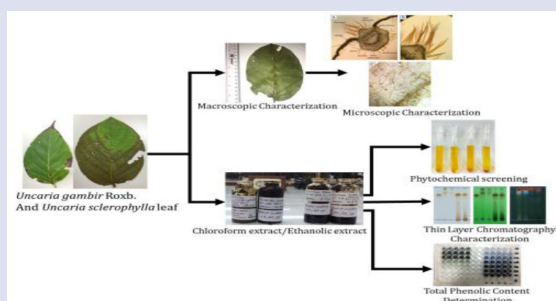 Macroscopic Characterization
Microscopic Characterization
Uncaria gambir Roxb.
And Uncaria sclerophylla leaf
Chloroform extract/Ethanolic extract
Phytochemical screening
Thin Layer Chromatography
Characterization
Total Phenolic Content
Determination